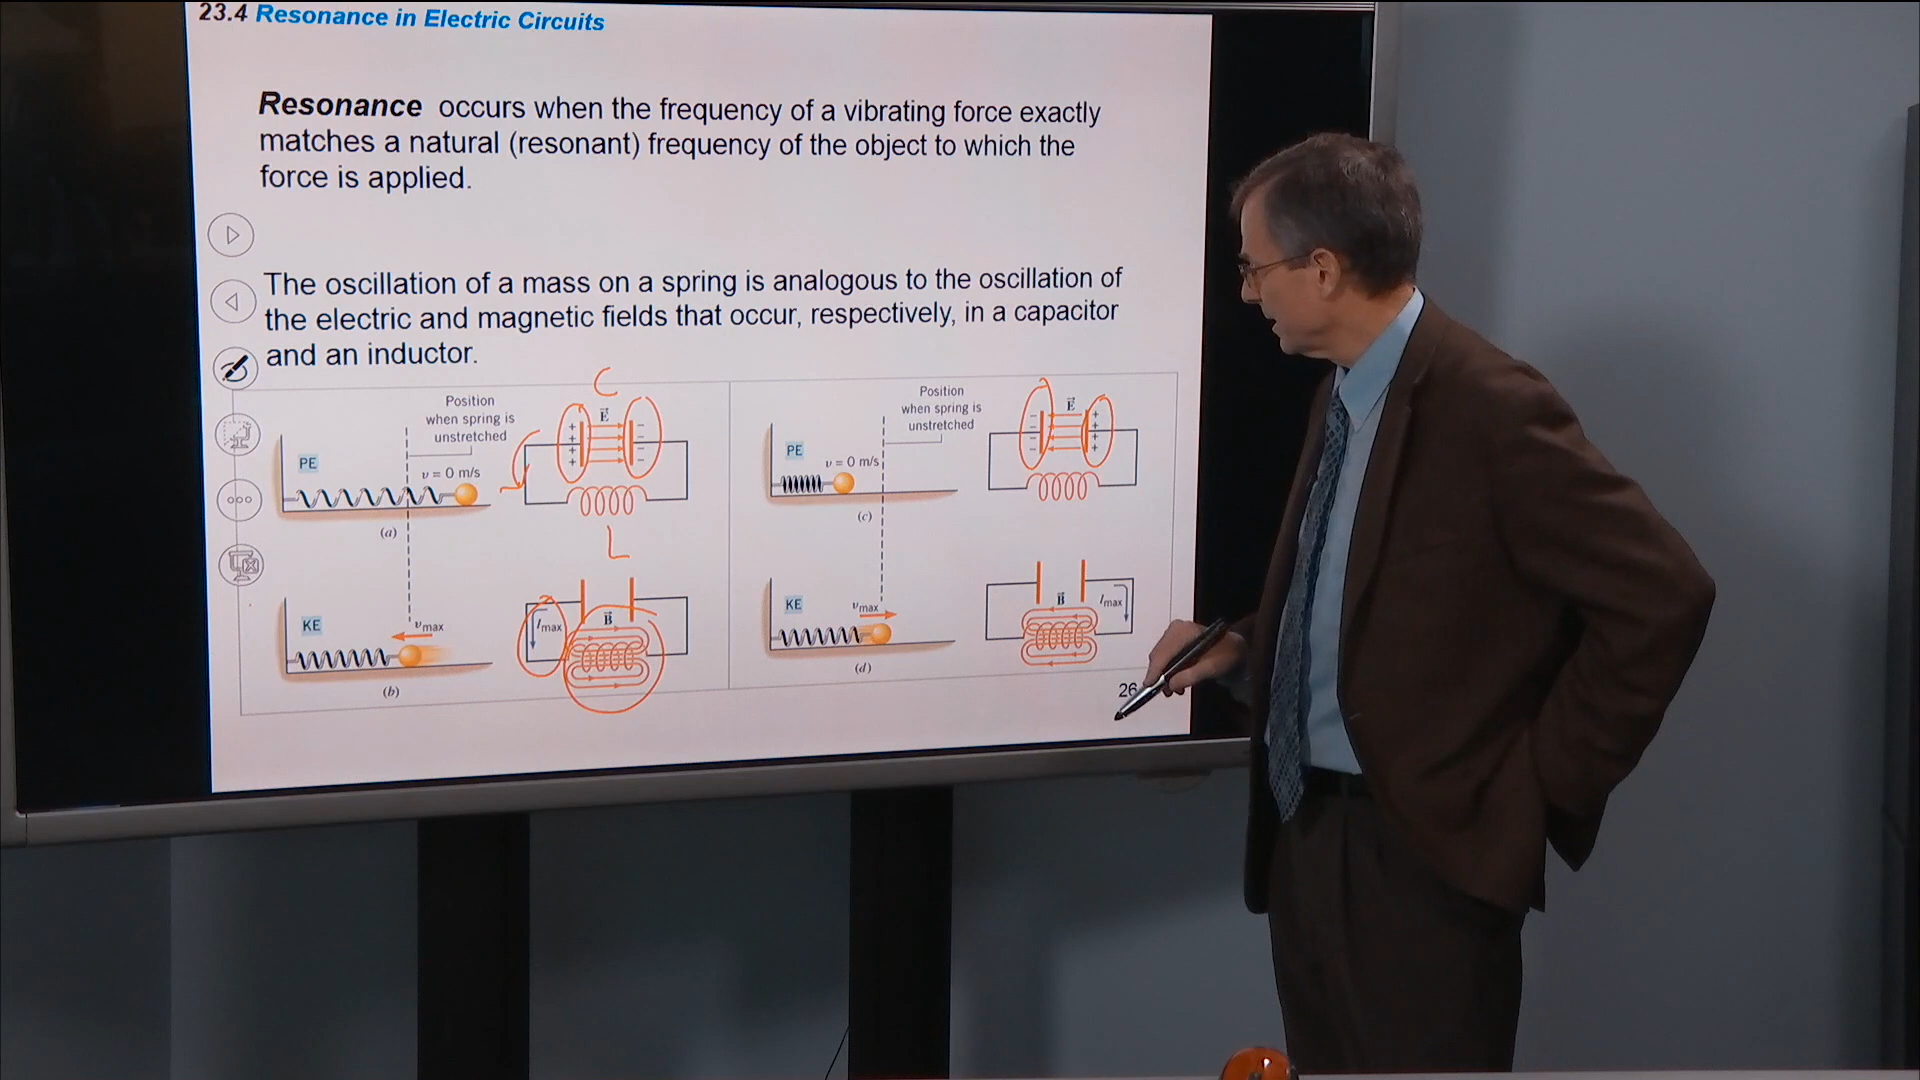 23.4 Resonance in Electric Circuits
Resonance occurs when the frequency of a vibrating force exactly
matches a natural (resonant) frequency of the object to which the
force is applied.
The oscillation of a mass on a spring is analogous to the oscillation of
the electric and magnetic fields that occur, respectively, in a capacitor
and an inductor.
Position
when spring is
unstretched
PE
v = 0 m/s
(a)
C
E
+ + + +
- - - -
L
KE
vmax
(b)
Imax
B
Position
when spring is
unstretched
PE
v = 0 m/s
(c)
E
- - - -
+ + + +
KE
vmax
(d)
B
Imax
26